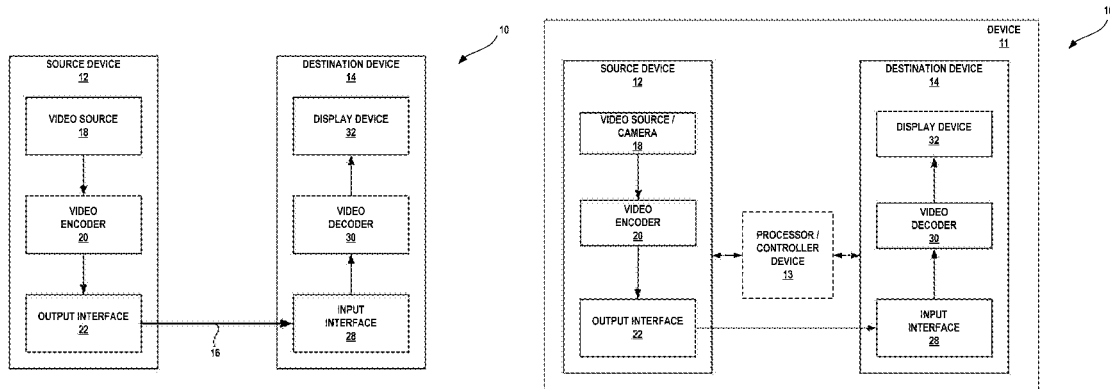 10
SOURCE DEVICE
12
VIDEO SOURCE
18
VIDEO
ENCODER
20
OUTPUT INTERFACE
22
16
DESTINATION DEVICE
14
DISPLAY DEVICE
32
VIDEO
DECODER
30
INPUT
INTERFACE
28
DEVICE
11
SOURCE DEVICE
12
VIDEO SOURCE /
CAMERA
18
VIDEO
ENCODER
20
OUTPUT INTERFACE
22
PROCESSOR /
CONTROLLER
DEVICE
13
DESTINATION DEVICE
14
DISPLAY DEVICE
32
VIDEO
DECODER
30
INPUT
INTERFACE
28